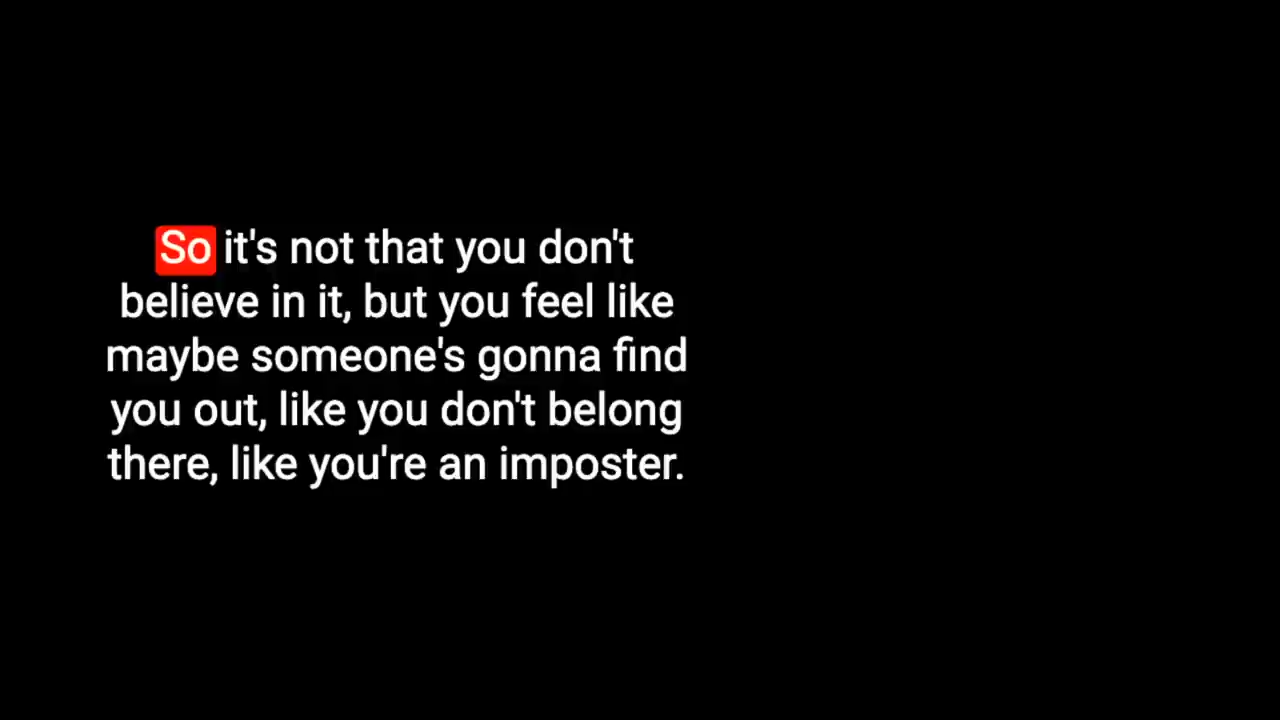 So it's not that you don't
believe in it, but you feel like
maybe someone's gonna find
you out, like you don't belong
there, like you're an imposter.